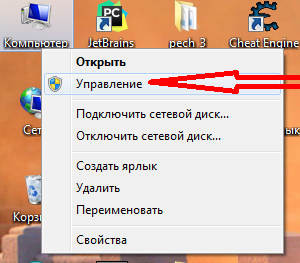 Компьютер JetBrains pech 3 Cheat Engine
Открыть
Управление
Подключить сетевой диск...
Отключить сетевой диск...
Создать ярлык
Удалить
Переименовать
Свойства